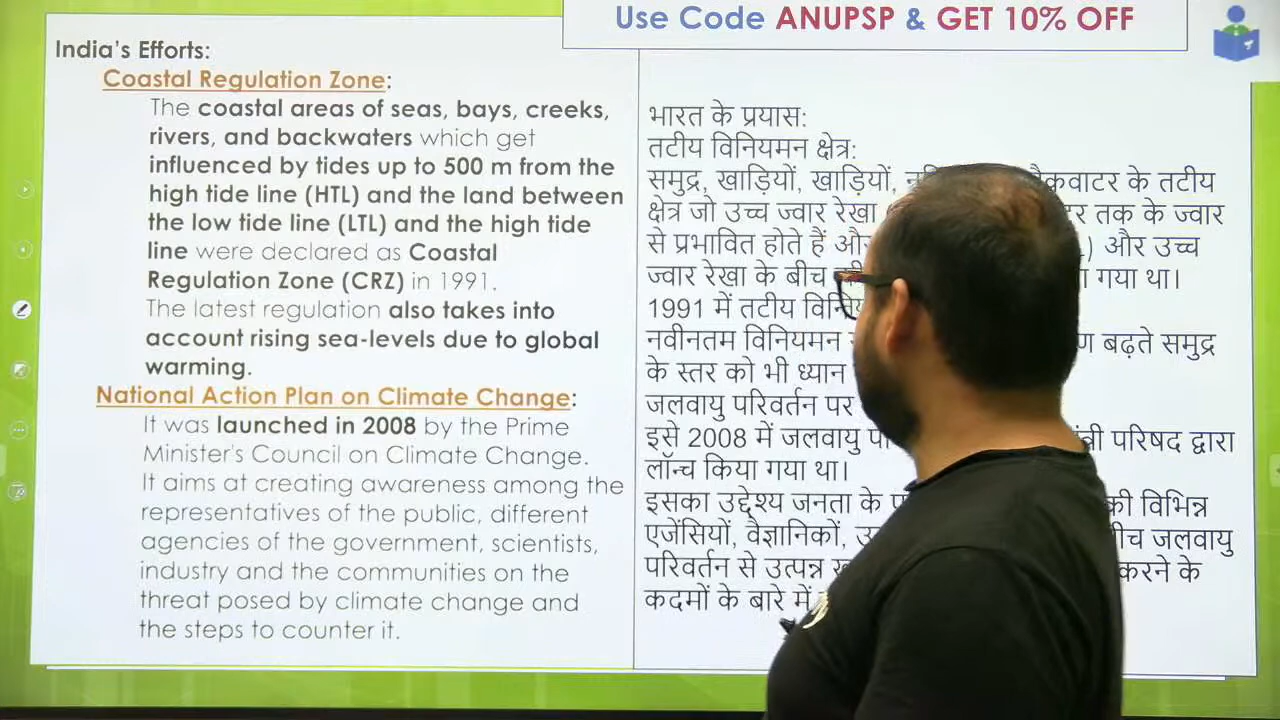 Use Code ANUPSP & GET 10% OFF
India's Efforts:
Coastal Regulation Zone:
The coastal areas of seas, bays, creeks,
rivers, and backwaters which get
influenced by tides up to 500 m from the
high tide line (HTL) and the land between
the low tide line (LTL) and the high tide
line were declared as Coastal
Regulation Zone (CRZ) in 1991.
The latest regulation also takes into
account rising sea-levels due to global
warming.
National Action Plan on Climate Change:
It was launched in 2008 by the Prime
Minister's Council on Climate Change.
It aims at creating awareness among the
representatives of the public, different
agencies of the government, scientists,
industry and the communities on the
threat posed by climate change and
the steps to counter it.
भारत के प्रयास:
तटीय विनियमन क्षेत्र:
समुद्र, खाड़ियों, खाड़ियों, के तटीय
क्षेत्र जो उच्च ज्वार रेखा तक के ज्वार
से प्रभावित होते हैं और उच्च
ज्वार रेखा के बीच गया था।
1991 में तटीय
नवीनतम विनियमन बढ़ते समुद्र
के स्तर को भी ध्यान
जलवायु परिवर्तन पर
इसे 2008 में जलवायु परिषद द्वारा
लॉन्च किया गया था।
इसका उद्देश्य जनता के की विभिन्न
एजेंसियों, वैज्ञानिकों, जलवायु
परिवर्तन से उत्पन्न करने के
कदमों के बारे में